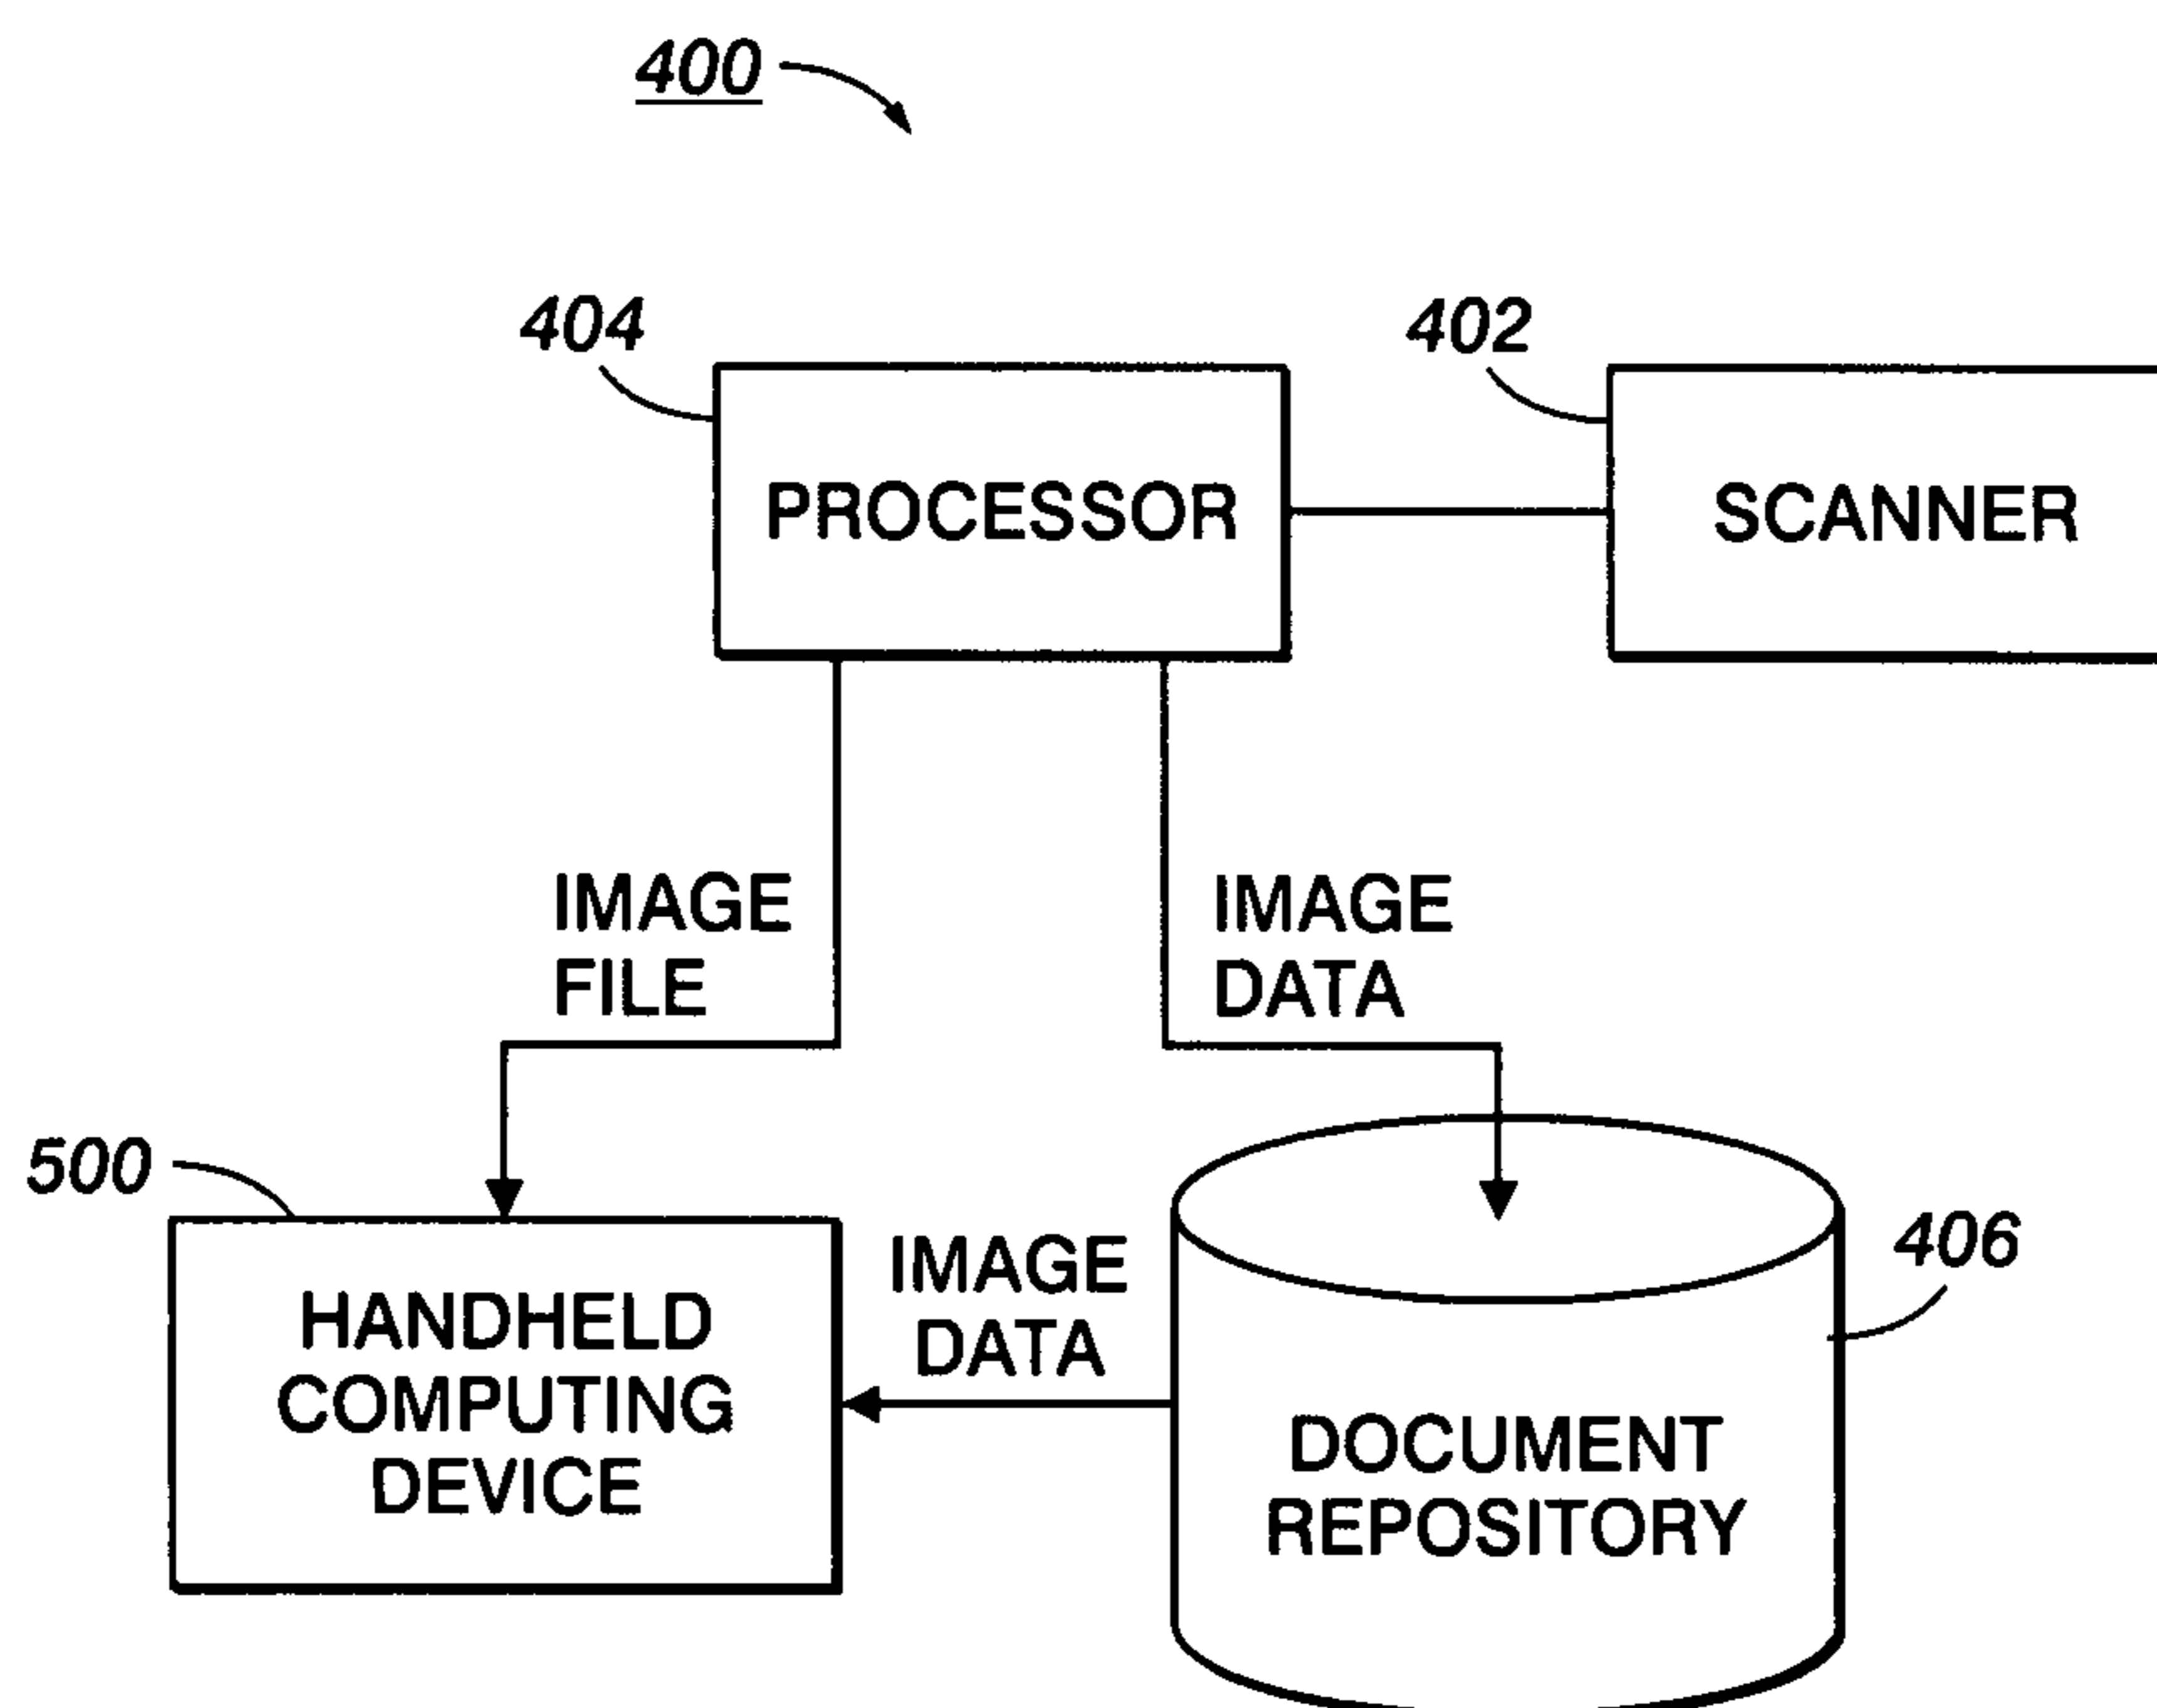 400
404
402
PROCESSOR
SCANNER
IMAGE
FILE
IMAGE
DATA
500
406
IMAGE
DATA
HANDHELD
COMPUTING
DEVICE
DOCUMENT
REPOSITORY